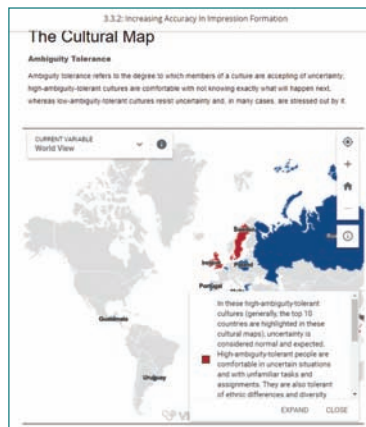 3.3.2: Increasing Accuracy in Impression Formation
The Cultural Map
Ambiguity Tolerance
Ambiguity tolerance refers to the degree to which members of a culture are accepting of uncertainty;
high-ambiguity-tolerant cultures are comfortable with not knowing exactly what will happen next,
whereas low-ambiguity-tolerant cultures resist uncertainty and, in many cases, are stressed out by it.
CURRENT VARIABLE
World View
Portugal
Guatemala
Uruguay
In these high-ambiguity-tolerant
cultures (generally, the top 10
countries are highlighted in these
cultural maps), uncertainty is
considered normal and expected.
High-ambiguity-tolerant people are
comfortable in uncertain situations
and with unfamiliar tasks and
assignments. They are also tolerant
of ethnic differences and diversity
EXPAND CLOSE